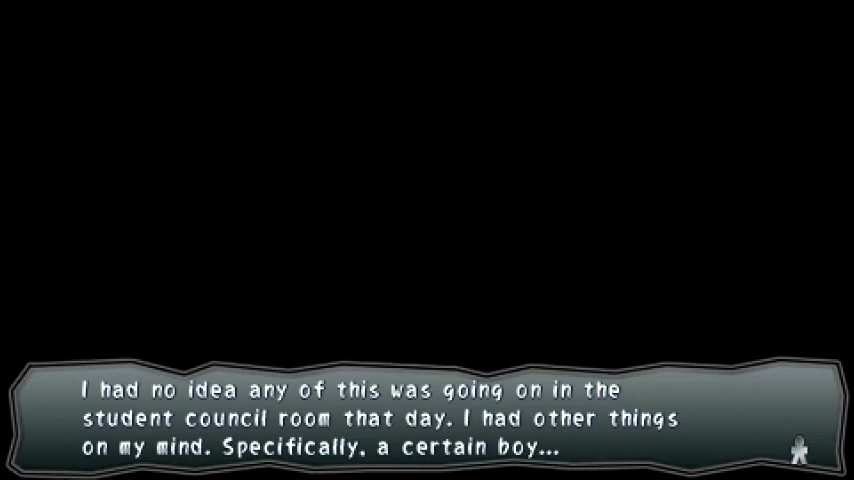 I had no idea any of this was going on in the
student council room that day. I had other things
on my mind. Specifically, a certain boy...